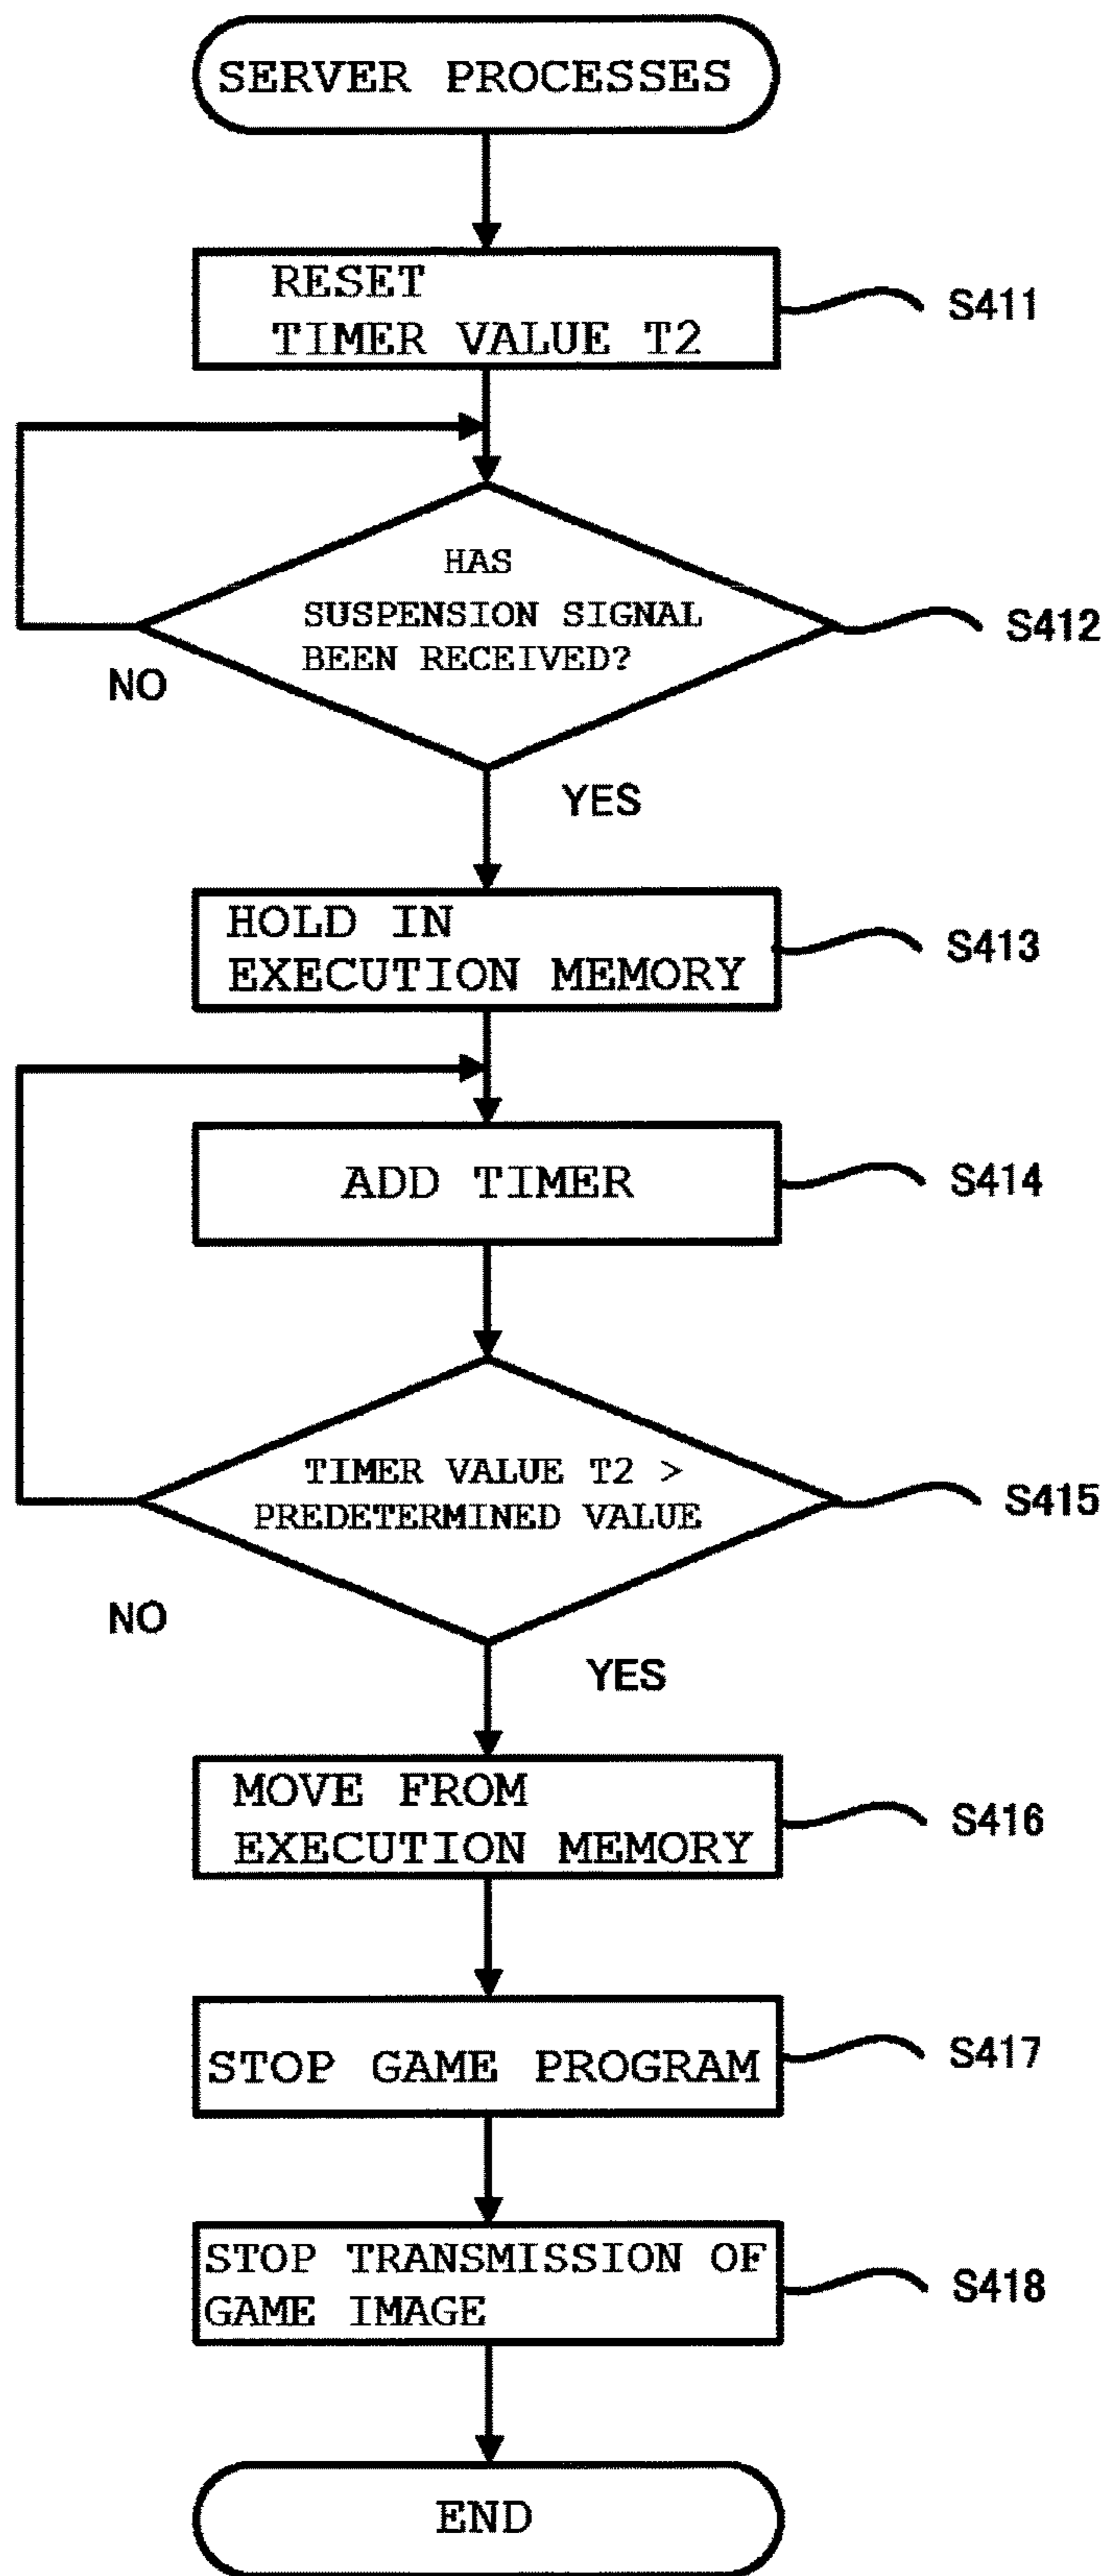 SERVER PROCESSES
RESET
TIMER VALUE T2
S411
HAS
SUSPENSION SIGNAL
BEEN RECEIVED?
S412
NO
YES
HOLD IN
EXECUTION MEMORY
S413
ADD TIMER
S414
TIMER VALUE T2 >
PREDETERMINED VALUE
S415
NO
YES
MOVE FROM
EXECUTION MEMORY
S416
STOP GAME PROGRAM
S417
STOP TRANSMISSION OF
GAME IMAGE
S418
END